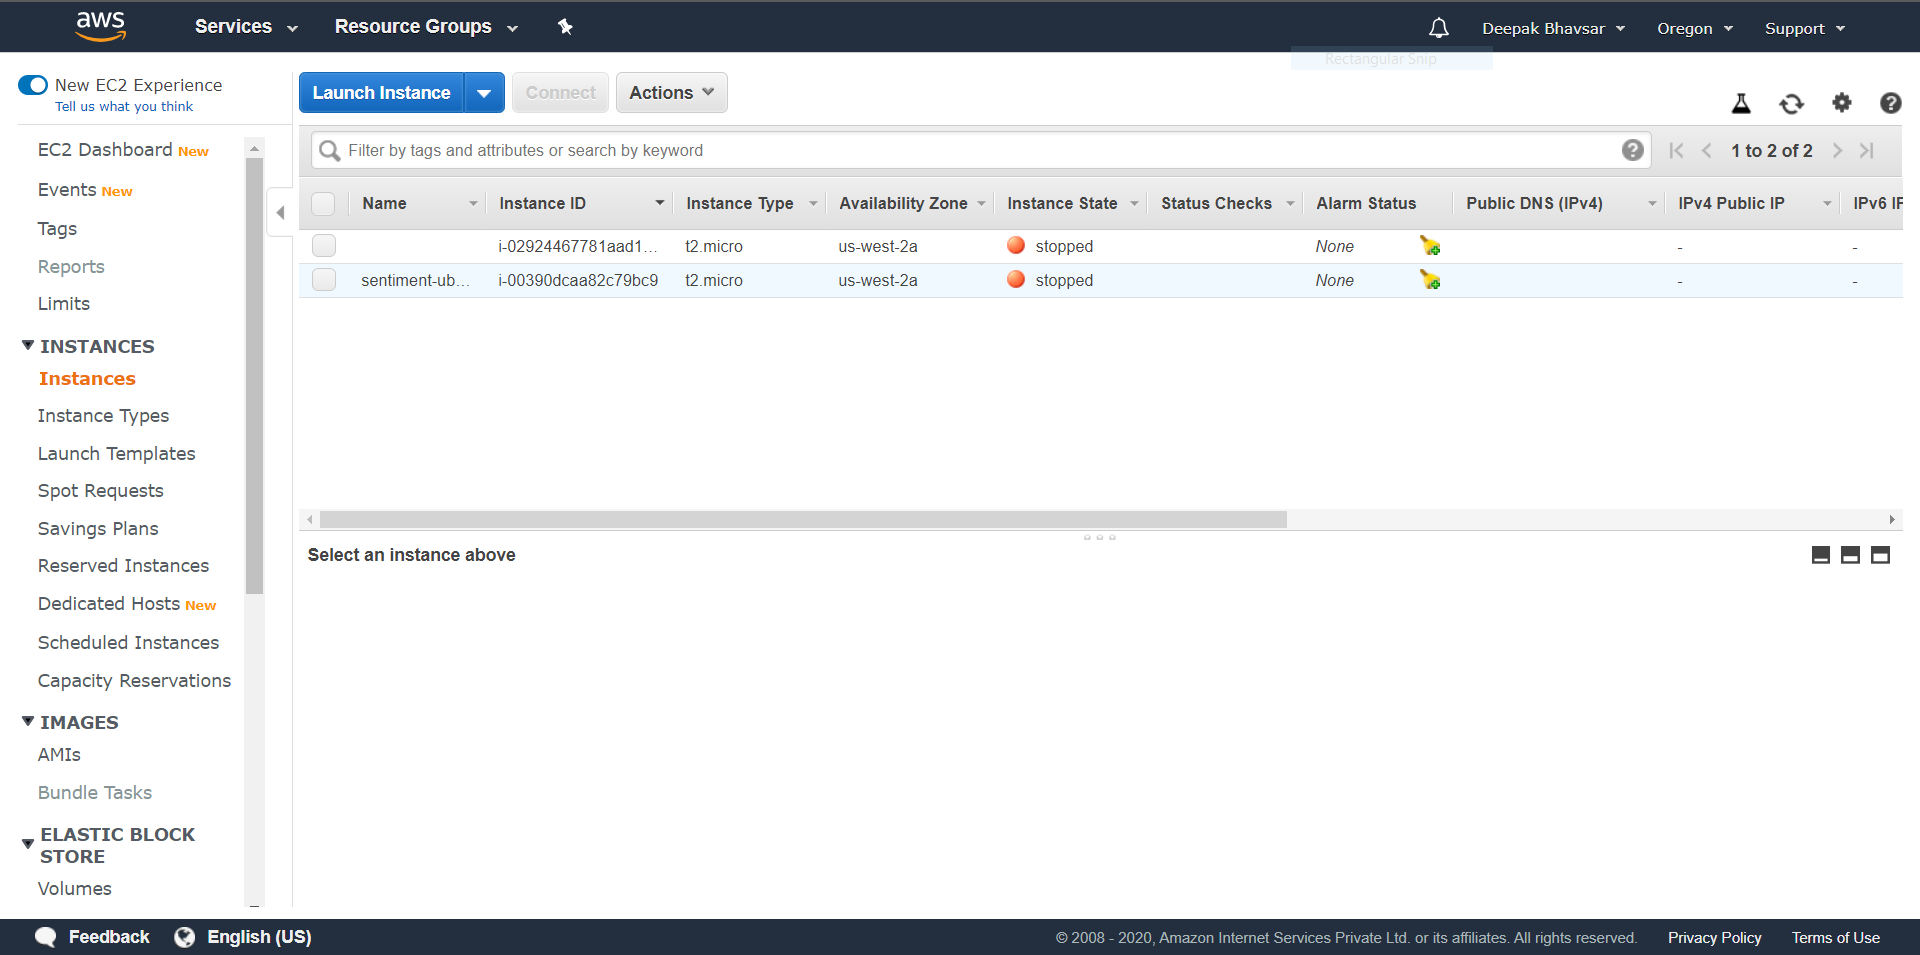 aws Services Resource Groups Deepak Bhavsar Oregon Support
Rectangular Snip
New EC2 Experience
Tell us what you think
Launch Instance Connect Actions
EC2 Dashboard New
Events New
Tags
Reports
Limits
INSTANCES
Instances
Instance Types
Launch Templates
Spot Requests
Savings Plans
Reserved Instances
Dedicated Hosts New
Scheduled Instances
Capacity Reservations
IMAGES
AMIs
Bundle Tasks
ELASTIC BLOCK
STORE
Volumes
Filter by tags and attributes or search by keyword 1 to 2 of 2
Name Instance ID Instance Type Availability Zone Instance State Status Checks Alarm Status Public DNS (IPv4) IPv4 Public IP IPv6 IP
i-02924467781aad1... t2.micro us-west-2a stopped None - -
sentiment-ub... i-00390dcaa82c79bc9 t2.micro us-west-2a stopped None - -
Select an instance above
Feedback English (US) © 2008 - 2020, Amazon Internet Services Private Ltd. or its affiliates. All rights reserved. Privacy Policy Terms of Use